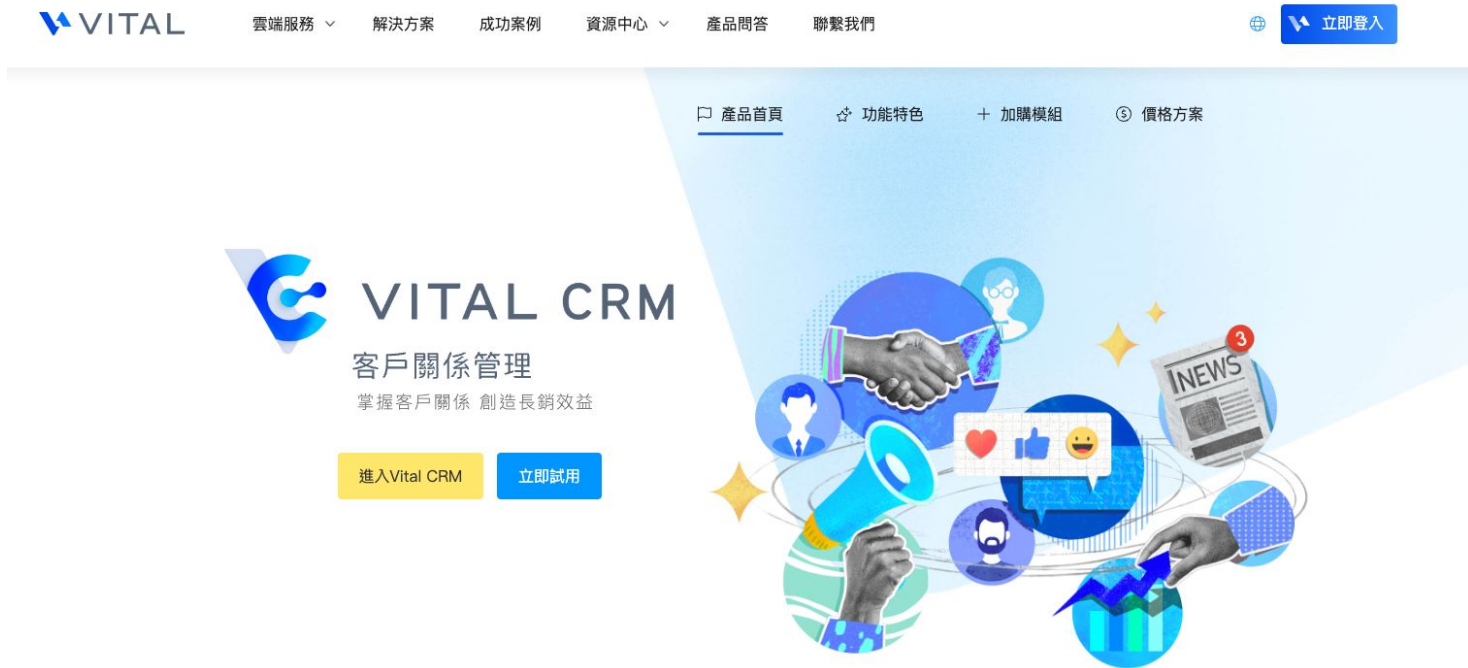 VITAL
雲端服務
解決方案
成功案例
資源中心
產品問答
聯繫我們
立即登入
產品首頁
功能特色
加購模組
價格方案
VITAL CRM
客戶關係管理
掌握客戶關係 創造長銷效益
進入Vital CRM
立即試用
3
NEWS